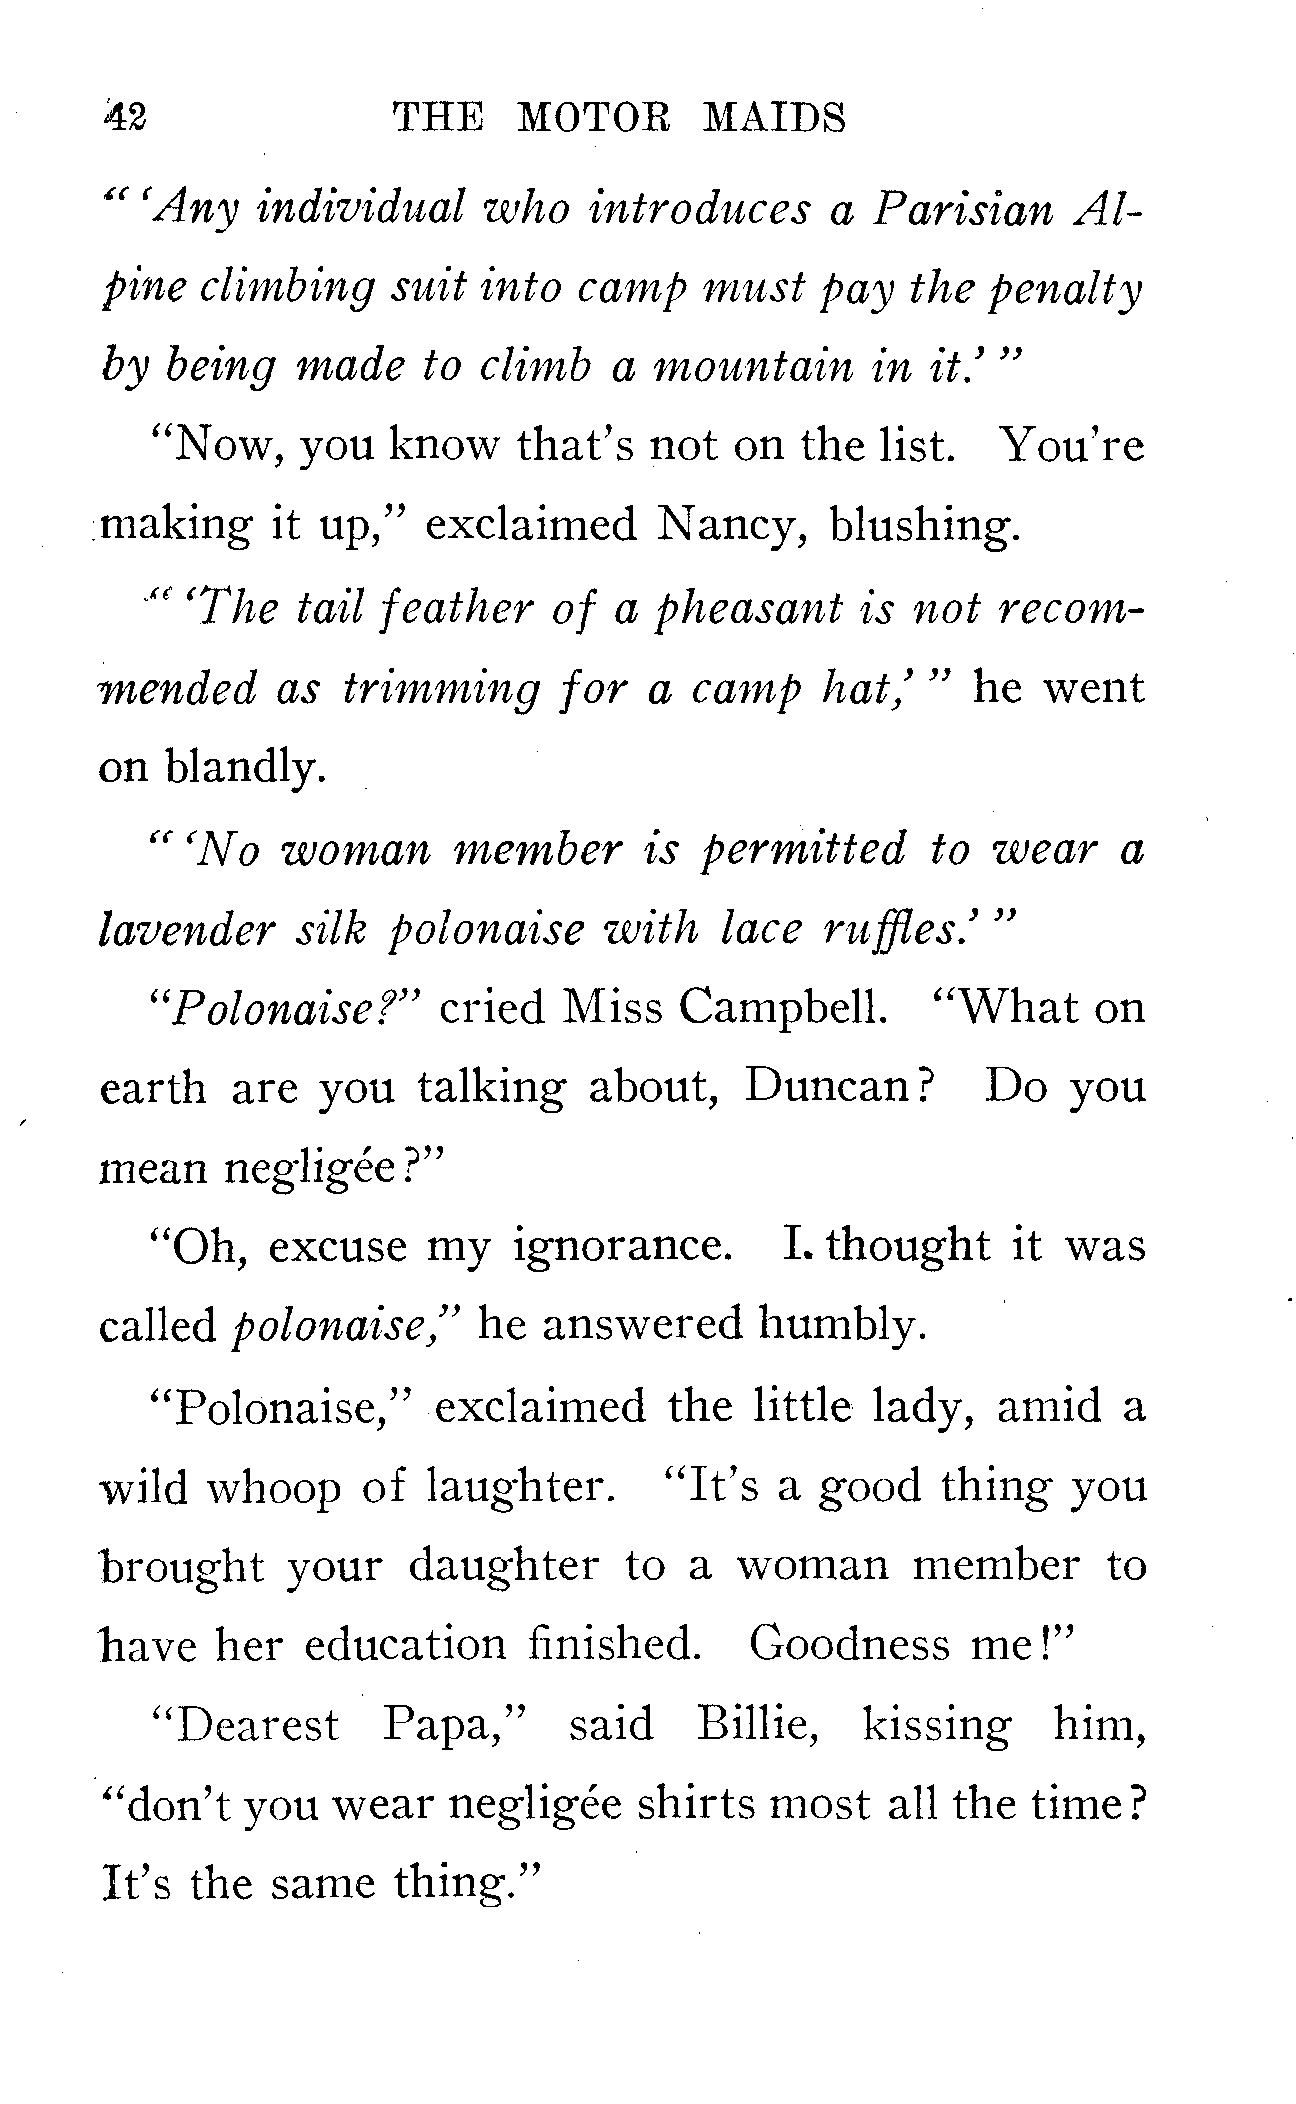 42 THE MOTOR MAIDS
“ ‘Any individual who introduces a Parisian Al-
pine climbing suit into camp must pay the penalty
by being made to climb a mountain in it.’ ”
“Now, you know that’s not on the list. You’re
making it up,” exclaimed Nancy, blushing.
“ ‘The tail feather of a pheasant is not recom-
mended as trimming for a camp hat,’ ” he went
on blandly.
“ ‘No woman member is permitted to wear a
lavender silk polonaise with lace ruffles.’ ”
“Polonaise?” cried Miss Campbell. “What on
earth are you talking about, Duncan? Do you
mean negligée?”
“Oh, excuse my ignorance. I thought it was
called polonaise,” he answered humbly.
“Polonaise,” exclaimed the little lady, amid a
wild whoop of laughter. “It’s a good thing you
brought your daughter to a woman member to
have her education finished. Goodness me!”
“Dearest Papa,” said Billie, kissing him,
“don’t you wear negligée shirts most all the time?
It’s the same thing.”